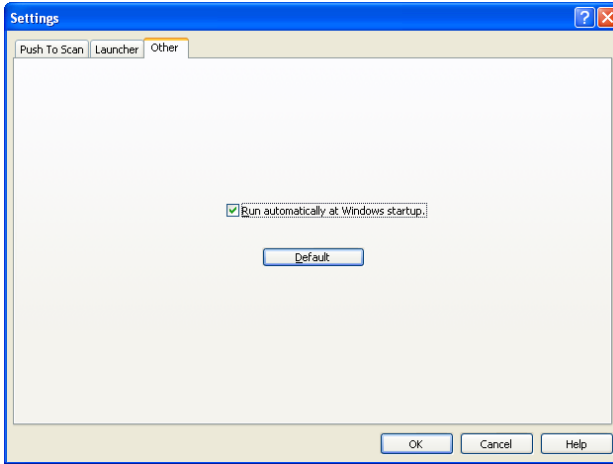 Settings
Push To Scan Launcher Other
Run automatically at Windows startup.
Default
OK Cancel Help